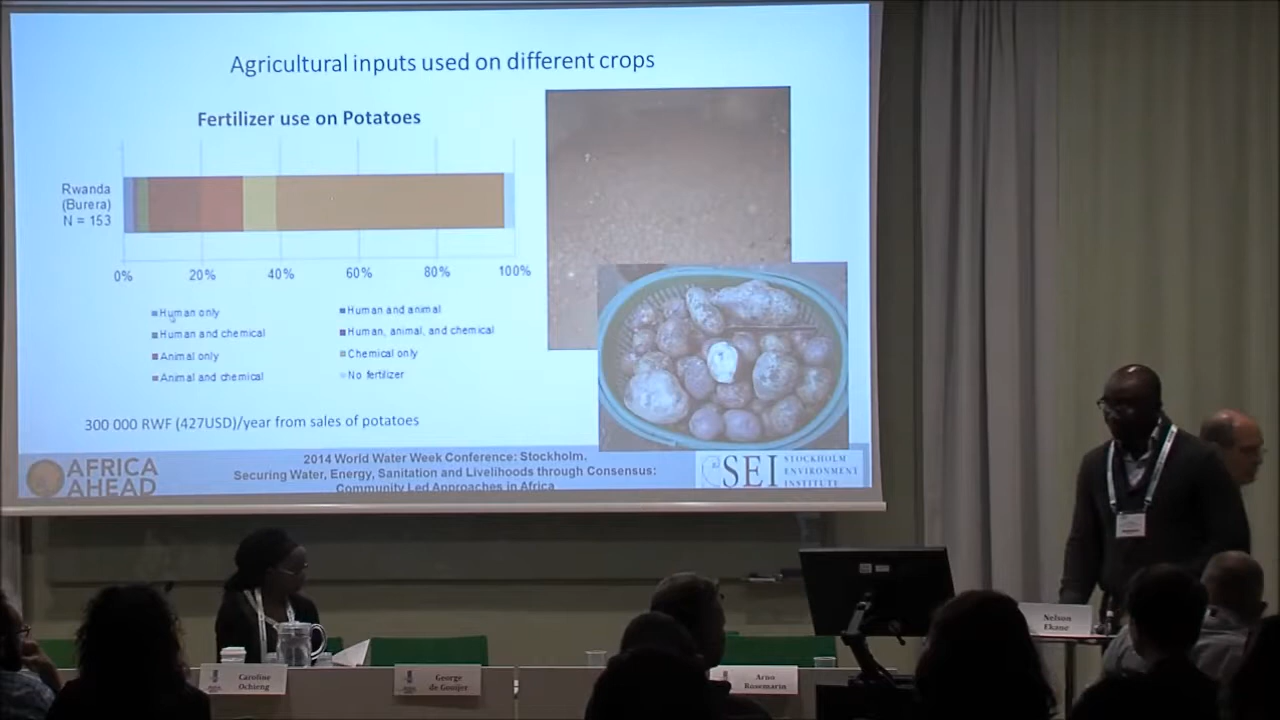 Agricultural inputs used on different crops
Fertilizer use on Potatoes
Rwanda
(Burera)
N = 153
0% 20% 40% 60% 80% 100%
Human only
Human and animal
Human and chemical
Human, animal, and chemical
Animal only
Chemical only
Animal and chemical
No fertilizer
300 000 RWF (427USD)/year from sales of potatoes
AFRICA
AHEAD
2014 World Water Week Conference: Stockholm.
Securing Water, Energy, Sanitation and Livelihoods through Consensus:
Community Led Approaches in Africa
SEI
STOCKHOLM
ENVIRONMENT
INSTITUTE
Nelson
Ekane
Caroline
Ochieng
George
de Gooijer
Arno
Rosemarin